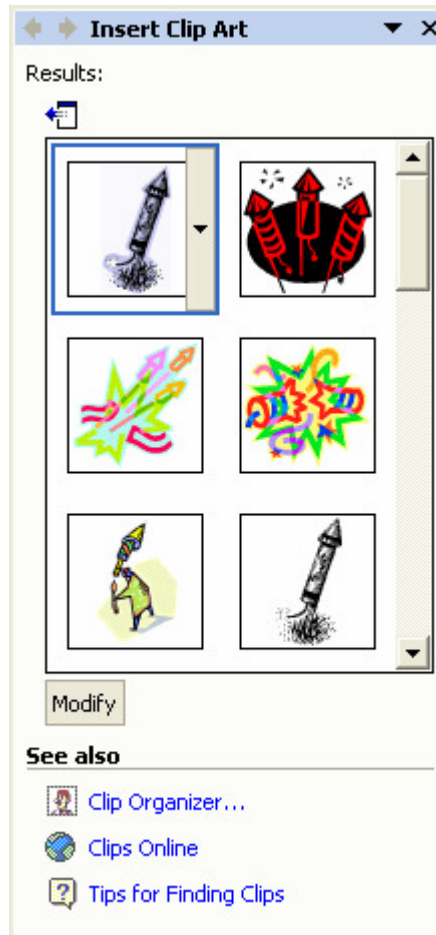 Insert Clip Art
Results:
Modify
See also
Clip Organizer...
Clips Online
Tips for Finding Clips